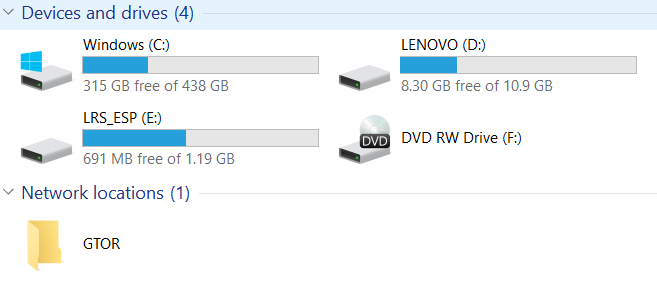 Devices and drives (4)
Windows (C:)
315 GB free of 438 GB
LENOVO (D:)
8.30 GB free of 10.9 GB
LRS_ESP (E:)
691 MB free of 1.19 GB
DVD
DVD RW Drive (F:)
Network locations (1)
GTOR